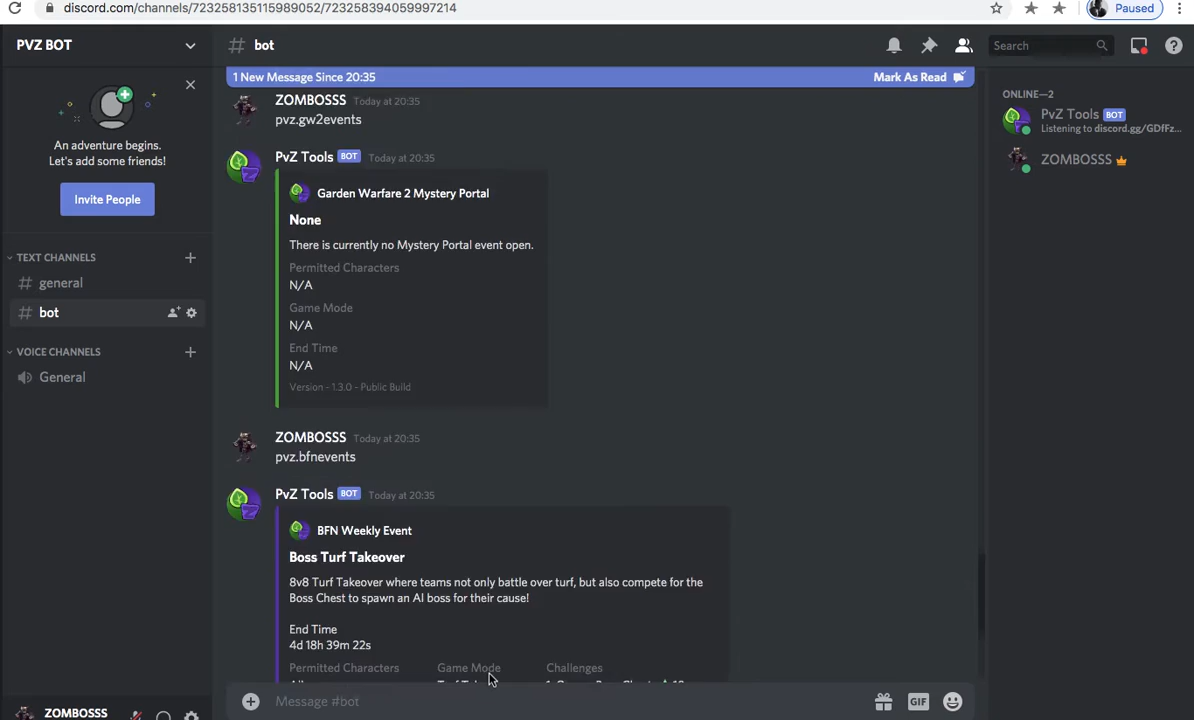 discord.com/channels/723258135115989052/723258394059997214
Paused
PVZ BOT
An adventure begins.
Let's add some friends!
Invite People
TEXT CHANNELS
general
bot
VOICE CHANNELS
General
ZOMBOSSS
# bot
Search
1 New Message Since 20:35
Mark As Read
ZOMBOSSS Today at 20:35
pvz.gw2events
PvZ Tools BOT Today at 20:35
Garden Warfare 2 Mystery Portal
None
There is currently no Mystery Portal event open.
Permitted Characters
N/A
Game Mode
N/A
End Time
N/A
Version - 1.3.0 - Public Build
ZOMBOSSS Today at 20:35
pvz.bfnevents
PvZ Tools BOT Today at 20:35
BFN Weekly Event
Boss Turf Takeover
8v8 Turf Takeover where teams not only battle over turf, but also compete for the
Boss Chest to spawn an AI boss for their cause!
End Time
4d 18h 39m 22s
Permitted Characters Game Mode Challenges
Message #bot
GIF
ONLINE—2
PvZ Tools BOT
Listening to discord.gg/GDfFz...
ZOMBOSSS